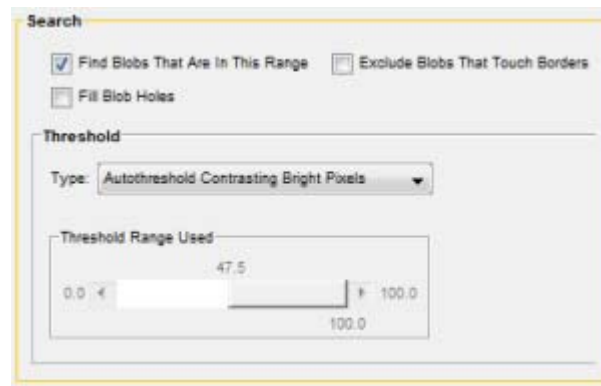 Search
Find Blobs That Are In This Range Exclude Blobs That Touch Borders
Fill Blob Holes
Threshold
Type: Autothreshold Contrasting Bright Pixels
Threshold Range Used
47.5
0.0 100.0
100.0